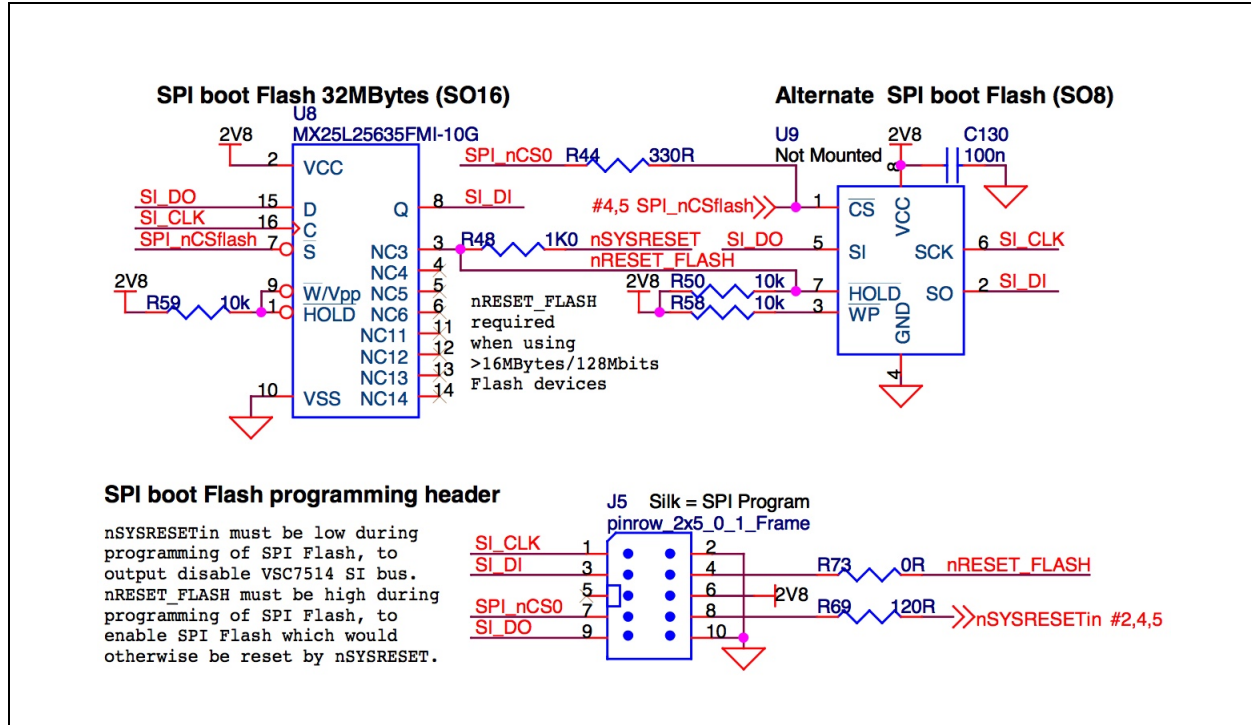 SPI boot Flash 32MBytes (SO16)
U8
MX25L25635FMI-10G
2V8
2
VCC
SI_DO
15
D
SI_CLK
16
C
SPI_nCSflash
7
S
2V8
R59
10k
9
W/Vpp
1
HOLD
10
VSS
Q
8
SI_DI
NC3
3
NC4
4
NC5
5
NC6
6
NC11
11
NC12
12
NC13
13
NC14
14
SPI_nCS0
R44
330R
#4,5 SPI_nCSflash
R48
1K0
nSYSRESET
nRESET_FLASH
nRESET_FLASH
required
when using
>16MBytes/128Mbits
Flash devices
Alternate SPI boot Flash (SO8)
U9
Not Mounted
2V8
C130
100n
8
VCC
1
CS
SI_DO
5
SI
SCK
6
SI_CLK
2V8
R50
10k
7
HOLD
SO
2
SI_DI
R58
10k
3
WP
GND
4
SPI boot Flash programming header
nSYSRESETin must be low during
programming of SPI Flash, to
output disable VSC7514 SI bus.
nRESET_FLASH must be high during
programming of SPI Flash, to
enable SPI Flash which would
otherwise be reset by nSYSRESET.
J5
Silk = SPI Program
pinrow_2x5_0_1_Frame
SI_CLK
1
2
SI_DI
3
4
R73
0R
nRESET_FLASH
5
6
2V8
SPI_nCS0
7
8
R69
120R
nSYSRESETin #2,4,5
SI_DO
9
10